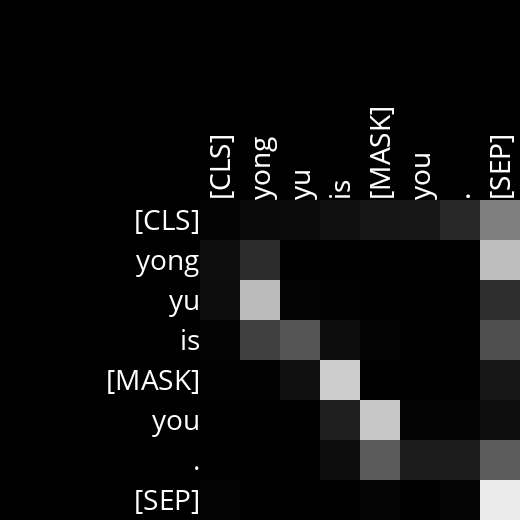 [CLS] yong yu is [MASK] you . [SEP]
[CLS]
yong
yu
is
[MASK]
you
.
[SEP]